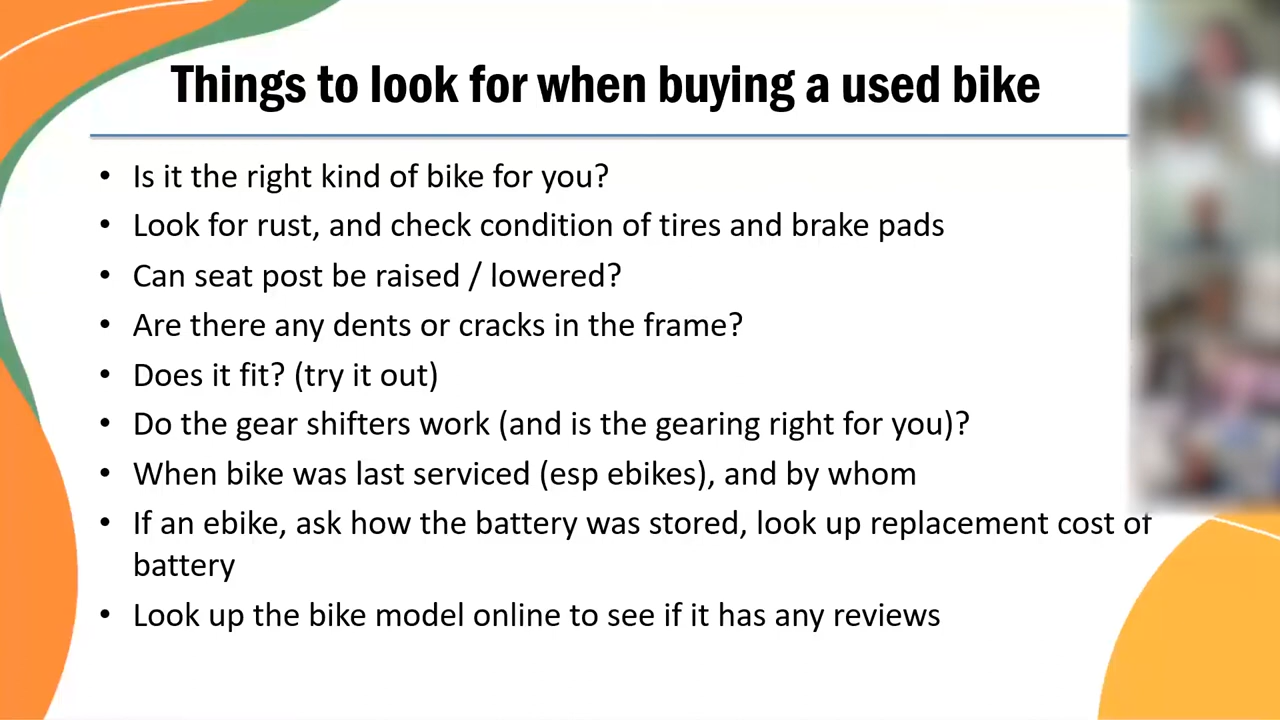 Things to look for when buying a used bike
• Is it the right kind of bike for you?
• Look for rust, and check condition of tires and brake pads
• Can seat post be raised / lowered?
• Are there any dents or cracks in the frame?
• Does it fit? (try it out)
• Do the gear shifters work (and is the gearing right for you)?
• When bike was last serviced (esp ebikes), and by whom
• If an ebike, ask how the battery was stored, look up replacement cost of
battery
• Look up the bike model online to see if it has any reviews